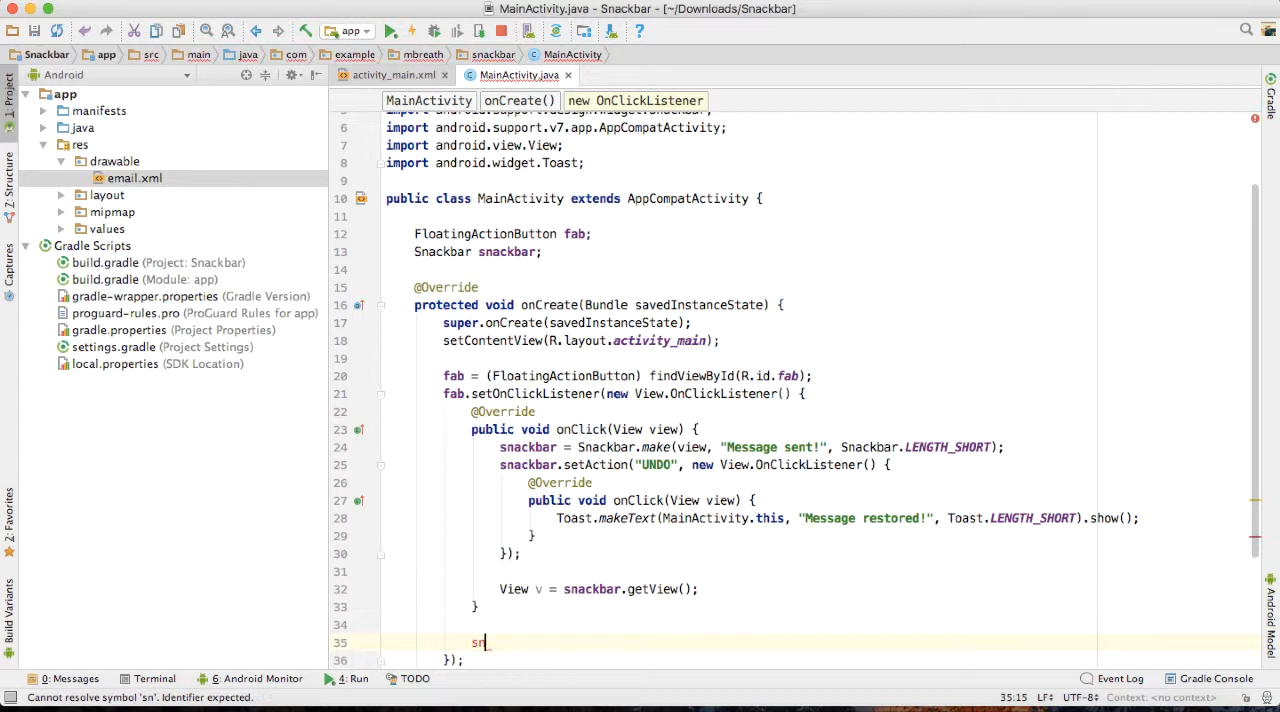 MainActivity.java - Snackbar - [~/Downloads/Snackbar]
app
Snackbar app src main java com example mbreath snackbar MainActivity
Android
activity_main.xml
MainActivity.java
1: Project
Z: Structure
Captures
2: Favorites
Build Variants
app
manifests
java
res
drawable
email.xml
layout
mipmap
values
Gradle Scripts
build.gradle (Project: Snackbar)
build.gradle (Module: app)
gradle-wrapper.properties (Gradle Version)
proguard-rules.pro (ProGuard Rules for app)
gradle.properties (Project Properties)
settings.gradle (Project Settings)
local.properties (SDK Location)
MainActivity onCreate() new OnClickListener
import android.support.design.widget.Snackbar;
6 import android.support.v7.app.AppCompatActivity;
7 import android.view.View;
8 import android.widget.Toast;
9
10 public class MainActivity extends AppCompatActivity {
11
12 FloatingActionButton fab;
13 Snackbar snackbar;
14
15 @Override
16 protected void onCreate(Bundle savedInstanceState) {
17 super.onCreate(savedInstanceState);
18 setContentView(R.layout.activity_main);
19
20 fab = (FloatingActionButton) findViewById(R.id.fab);
21 fab.setOnClickListener(new View.OnClickListener() {
22 @Override
23 public void onClick(View view) {
24 snackbar = Snackbar.make(view, "Message sent!", Snackbar.LENGTH_SHORT);
25 snackbar.setAction("UNDO", new View.OnClickListener() {
26 @Override
27 public void onClick(View view) {
28 Toast.makeText(MainActivity.this, "Message restored!", Toast.LENGTH_SHORT).show();
29 }
30 });
31
32 View v = snackbar.getView();
33 }
34
35 sn
36 });
Gradle
Android Model
0: Messages Terminal 6: Android Monitor 4: Run TODO Event Log Gradle Console
Cannot resolve symbol 'sn'. Identifier expected. 35:15 LF UTF-8 Context: <no context>